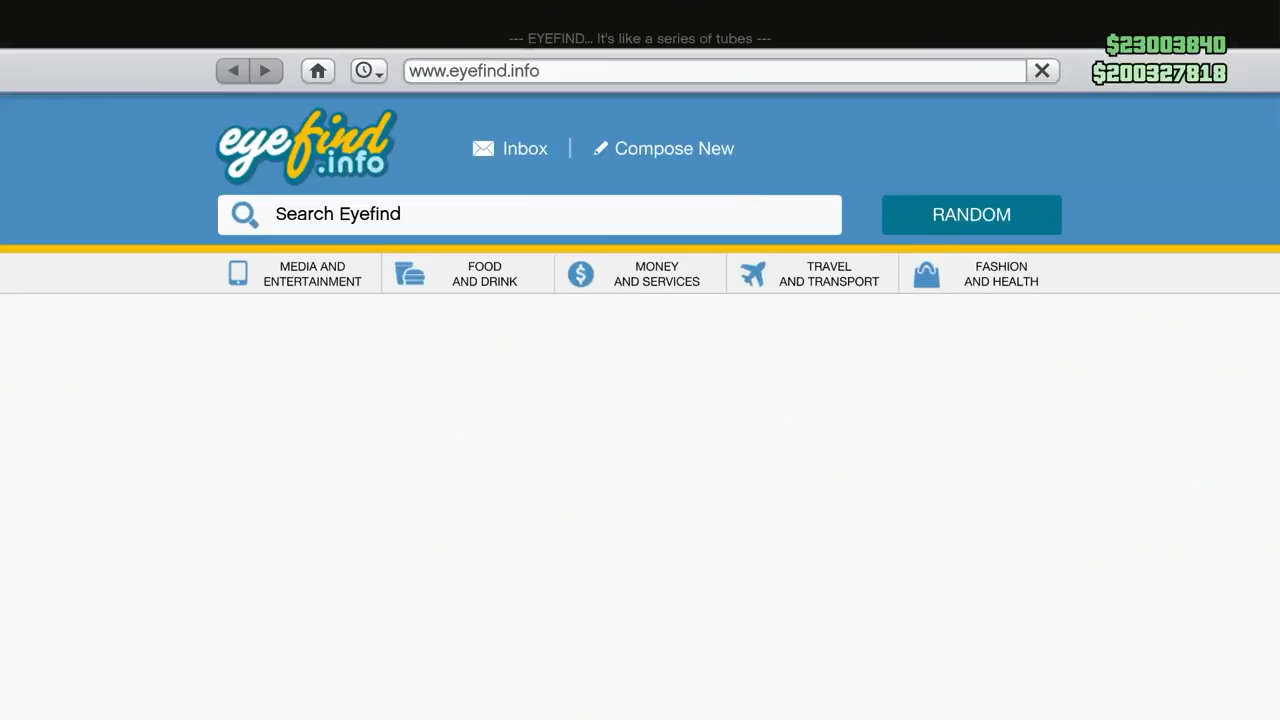 --- EYEFIND... It's like a series of tubes ---
$23003840
www.eyefind.info
$200327818
eyefind
.info
Inbox
Compose New
Search Eyefind
RANDOM
MEDIA AND
ENTERTAINMENT
FOOD
AND DRINK
MONEY
AND SERVICES
TRAVEL
AND TRANSPORT
FASHION
AND HEALTH